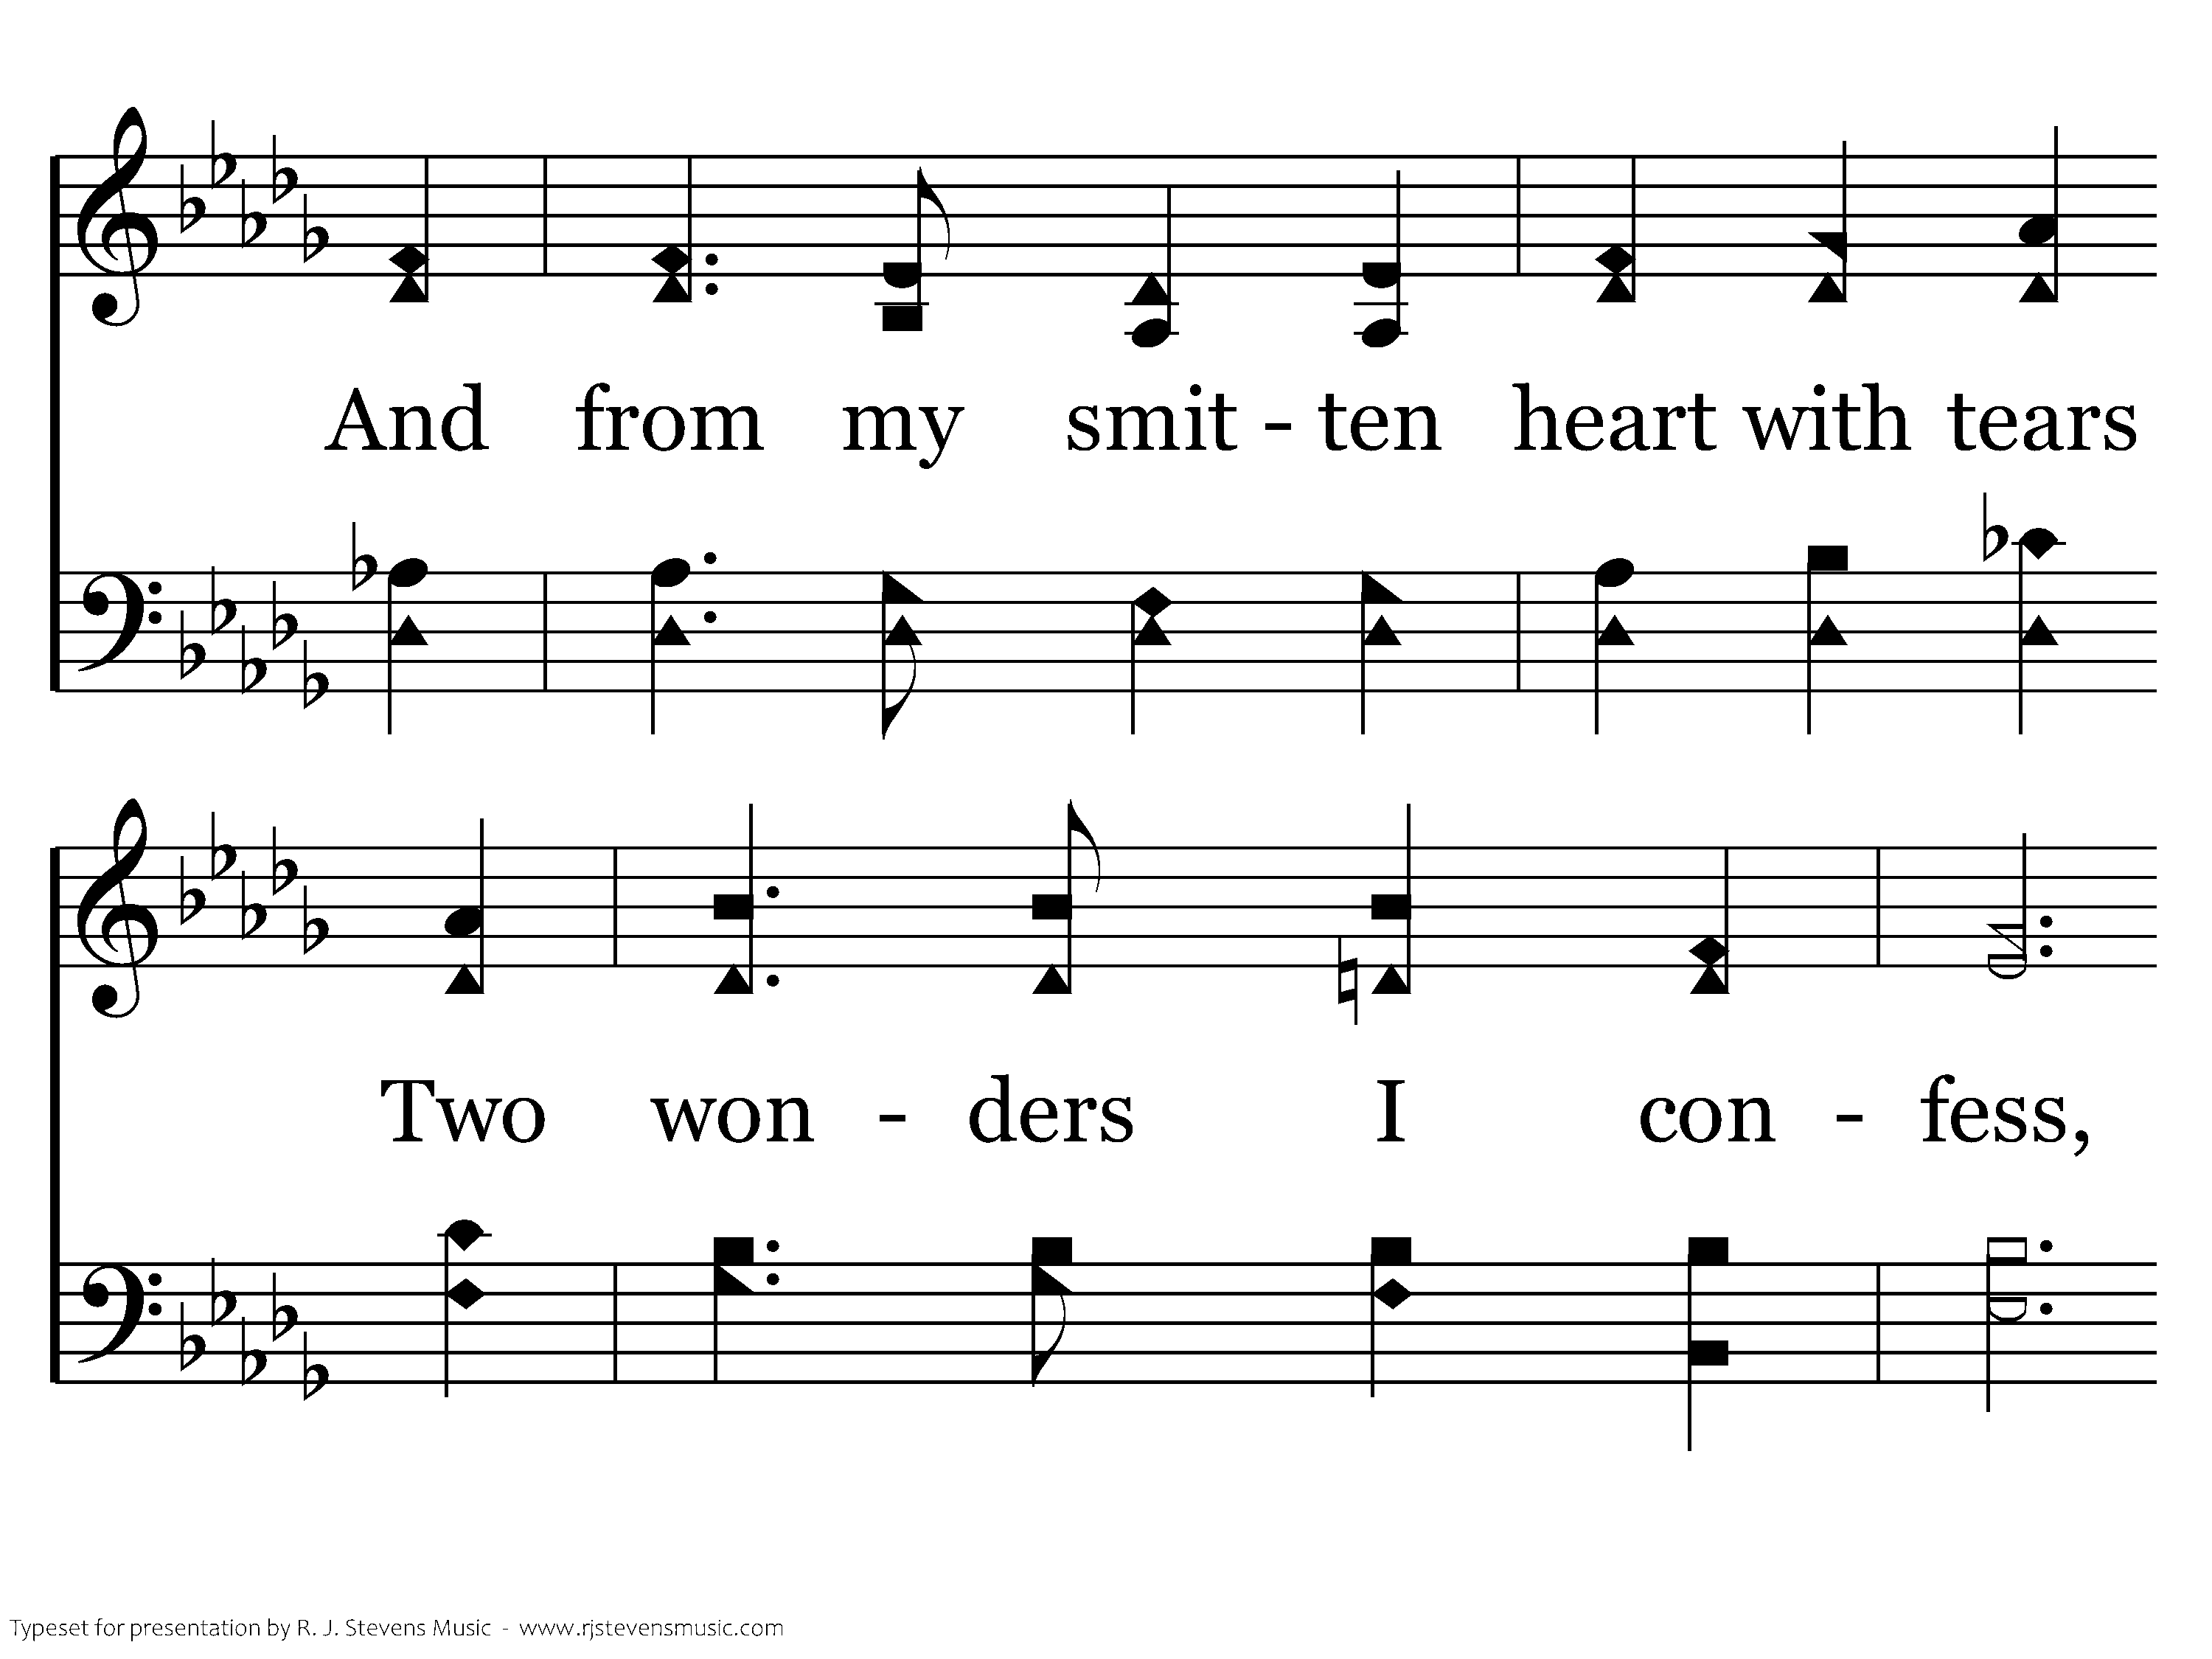 And from my smit - ten heart with tears
Two won - ders I con - fess,
Typeset for presentation by R. J. Stevens Music - www.rjstevensmusic.com